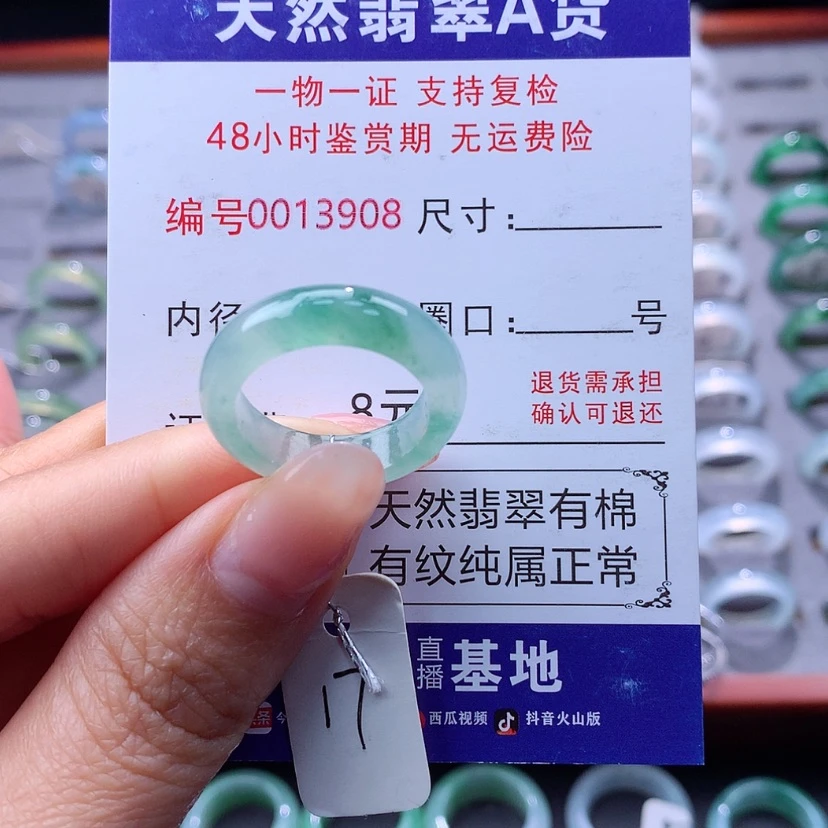 天然翡翠A货
一物一证 支持复检
48小时鉴赏期 无运费险
编号0013908 尺寸:
内径 圈口: 号
8元
退货需承担
确认可退还
天然翡翠有棉
有纹纯属正常
直播 基地
今 西瓜视频 抖音火山版
17